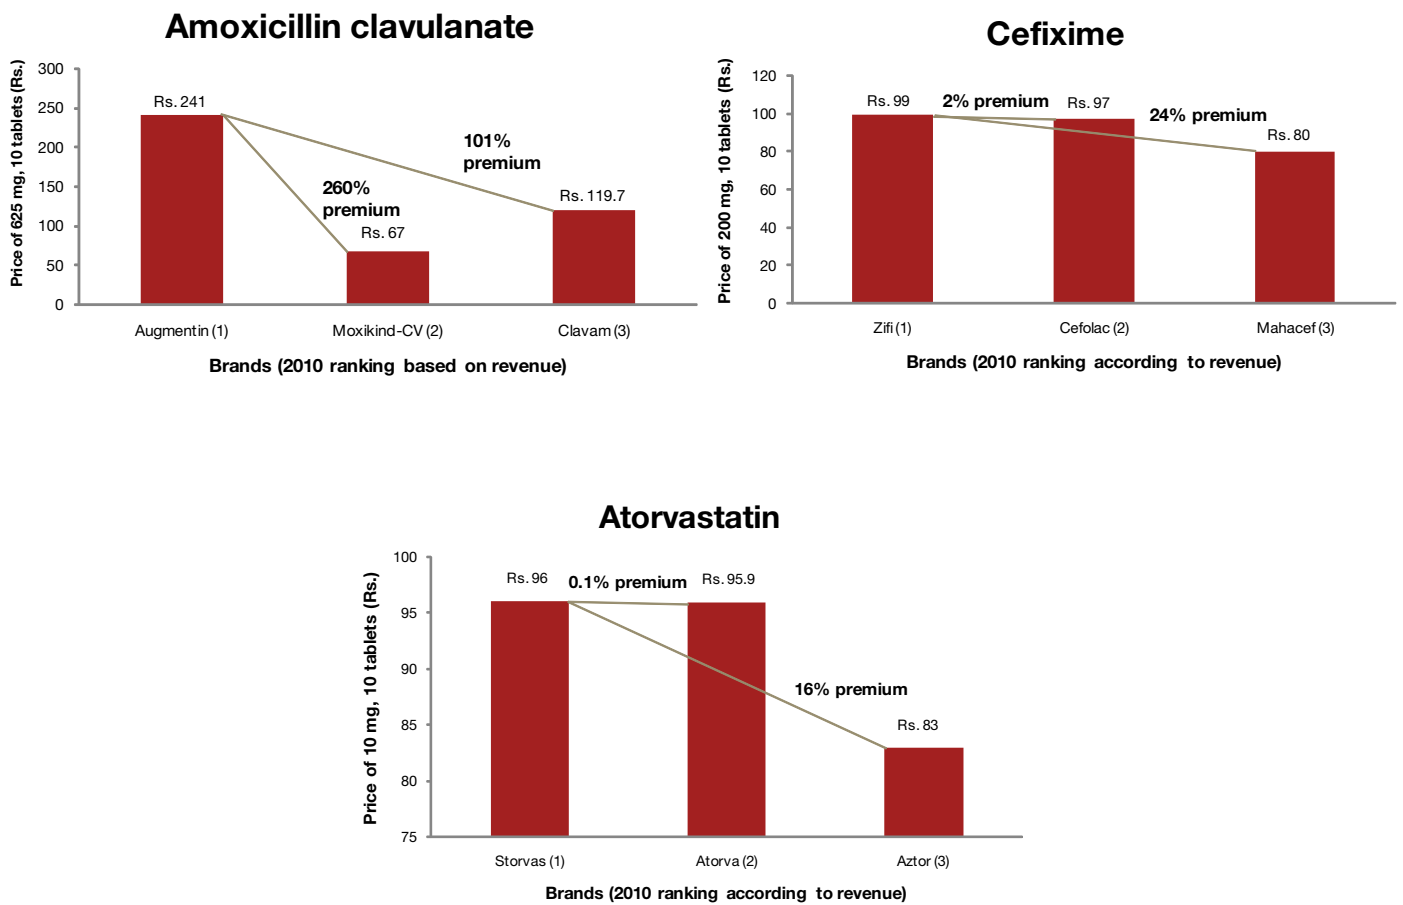 Amoxicillin clavulanate
Price of 625 mg, 10 tablets (Rs.)
300
250
200
150
100
50
0
Rs. 241
260%
premium
Rs. 67
101%
premium
Rs. 119.7
Augmentin (1)
Moxikind-CV (2)
Clavam (3)
Brands (2010 ranking based on revenue)
Cefixime
Price of 200 mg, 10 tablets (Rs.)
120
100
80
60
40
20
0
Rs. 99
2% premium
Rs. 97
24% premium
Rs. 80
Zifi (1)
Cefolac (2)
Mahacef (3)
Brands (2010 ranking according to revenue)
Atorvastatin
Price of 10 mg, 10 tablets (Rs.)
100
95
90
85
80
75
Rs. 96
0.1% premium
Rs. 95.9
16% premium
Rs. 83
Storvas (1)
Atorva (2)
Aztor (3)
Brands (2010 ranking according to revenue)